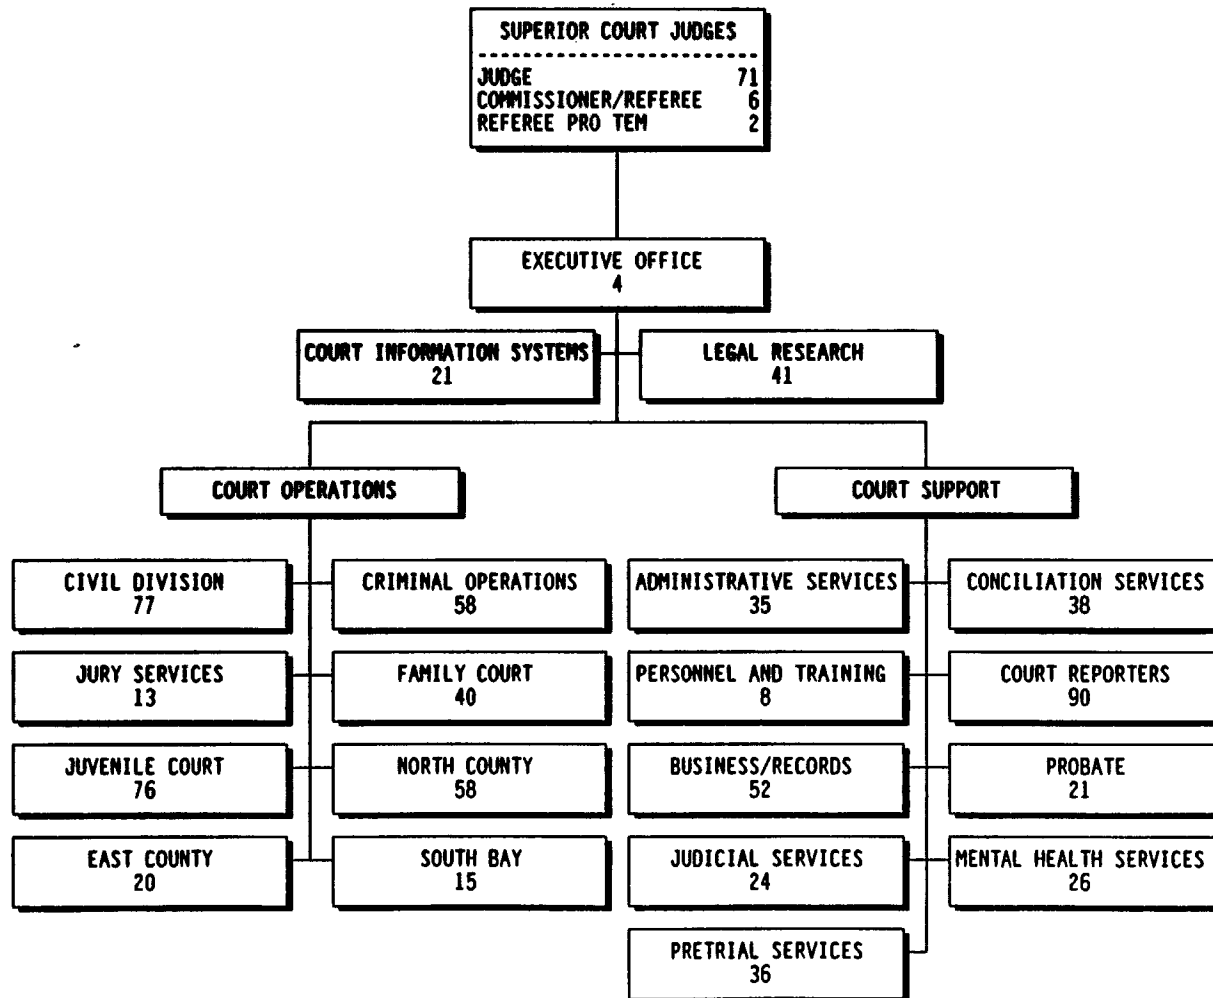 SUPERIOR COURT JUDGES
JUDGE 71
COMMISSIONER/REFEREE 6
REFEREE PRO TEM 2
EXECUTIVE OFFICE
4
COURT INFORMATION SYSTEMS
21
LEGAL RESEARCH
41
COURT OPERATIONS
COURT SUPPORT
CIVIL DIVISION
77
CRIMINAL OPERATIONS
58
ADMINISTRATIVE SERVICES
35
CONCILIATION SERVICES
38
JURY SERVICES
13
FAMILY COURT
40
PERSONNEL AND TRAINING
8
COURT REPORTERS
90
JUVENILE COURT
76
NORTH COUNTY
58
BUSINESS/RECORDS
52
PROBATE
21
EAST COUNTY
20
SOUTH BAY
15
JUDICIAL SERVICES
24
MENTAL HEALTH SERVICES
26
PRETRIAL SERVICES
36